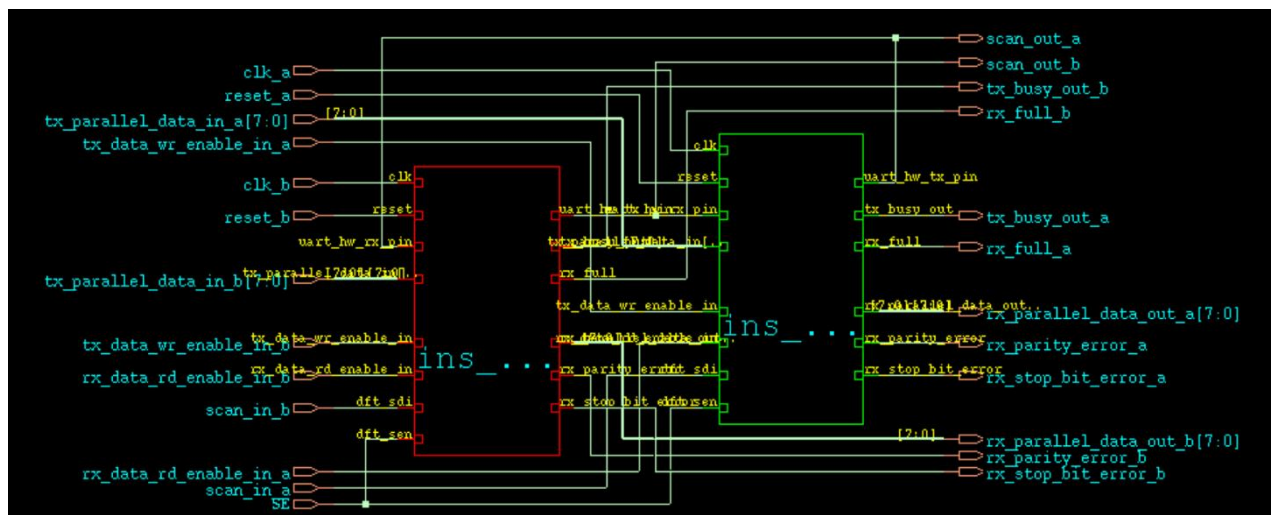 scan_out_a
clk_a
scan_out_b
reset_a
tx_busy_out_b
tx_parallel_data_in_a[7:0]
[7:0]
rx_full_b
tx_data_wr_enable_in_a
clk
clk_b
clk
reset
uart_hw_tx_pin
reset_b
reset
rx_pin
tx_busy_out
tx_busy_out_a
uart_hw_rx_pin
rx_full
rx_full_a
tx_parallel_data_in_b[7:0]
rx_full
tx_data_wr_enable_in
rx_parallel_data_out_a[7:0]
ins_...
tx_data_wr_enable_in_b
tx_data_wr_enable_in
rx_parity_error
rx_parity_error_a
ins_...
rx_data_rd_enable_in_b
rx_data_rd_enable_in
rx_parity_error
dft_sdi
rx_stop_bit_error
rx_stop_bit_error_a
scan_in_b
dft_sdi
rx_stop_bit_error
dft_sen
dft_sen
[7:0]
rx_parallel_data_out_b[7:0]
rx_parity_error_b
rx_data_rd_enable_in_a
rx_stop_bit_error_b
scan_in_a
SE